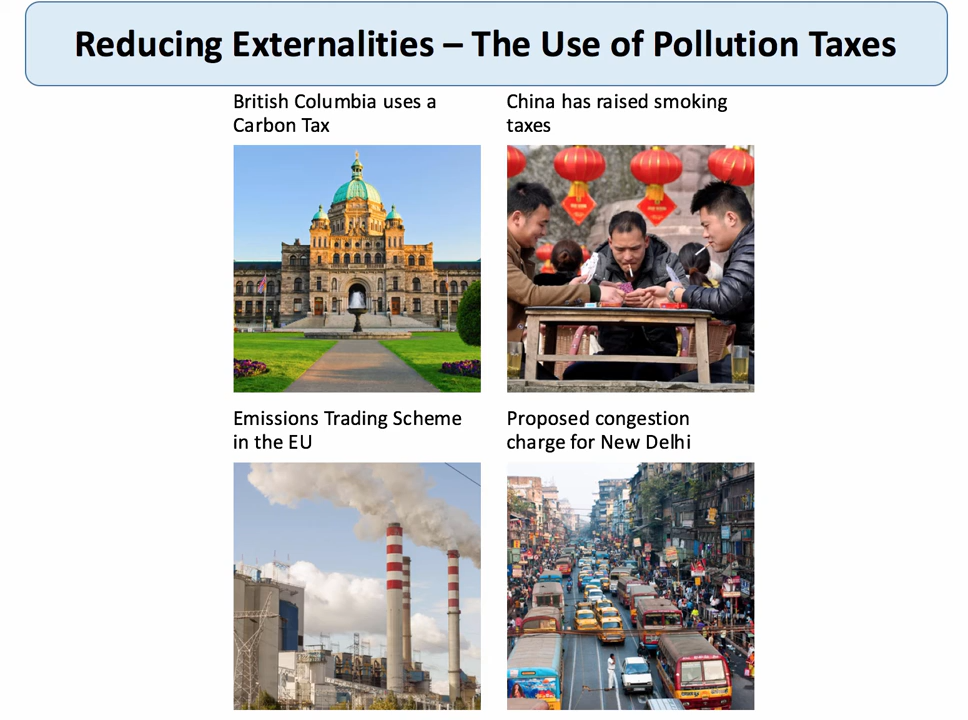 Reducing Externalities – The Use of Pollution Taxes
British Columbia uses a
Carbon Tax
China has raised smoking
taxes
Emissions Trading Scheme
in the EU
Proposed congestion
charge for New Delhi